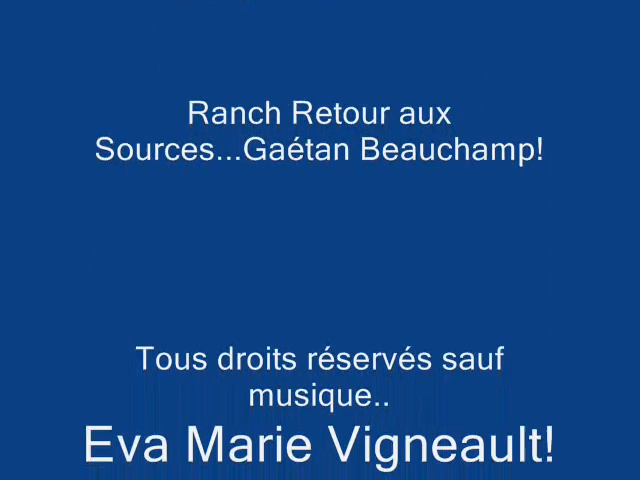 Ranch Retour aux
Sources...Gaétan Beauchamp!
Tous droits réservés sauf
musique..
Eva Marie Vigneault!